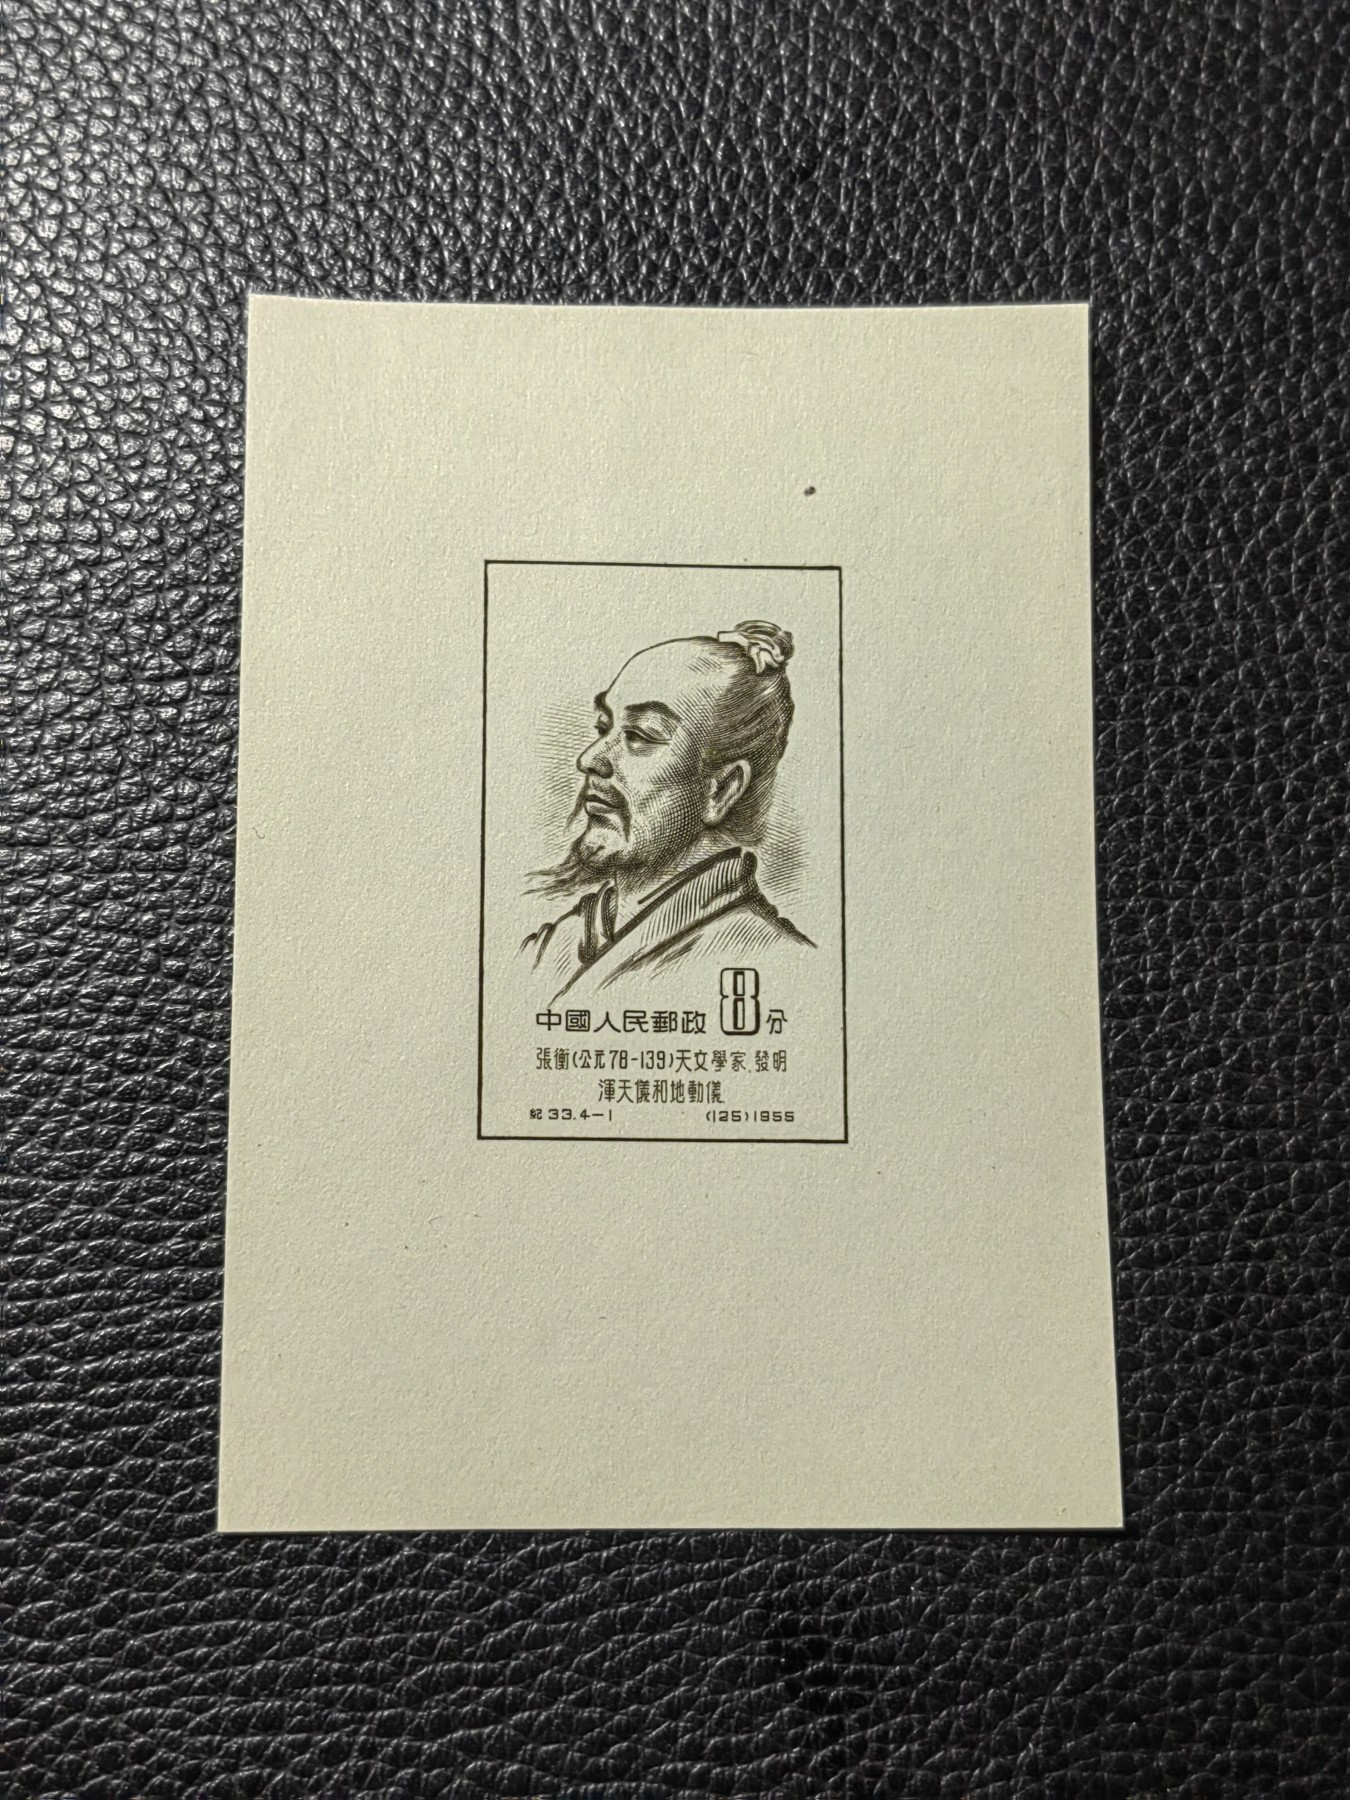 中國人民郵政 8分
張衡(公元78-139)天文學家.發明
渾天儀和地動儀.
紀33.4-1 (125)1955